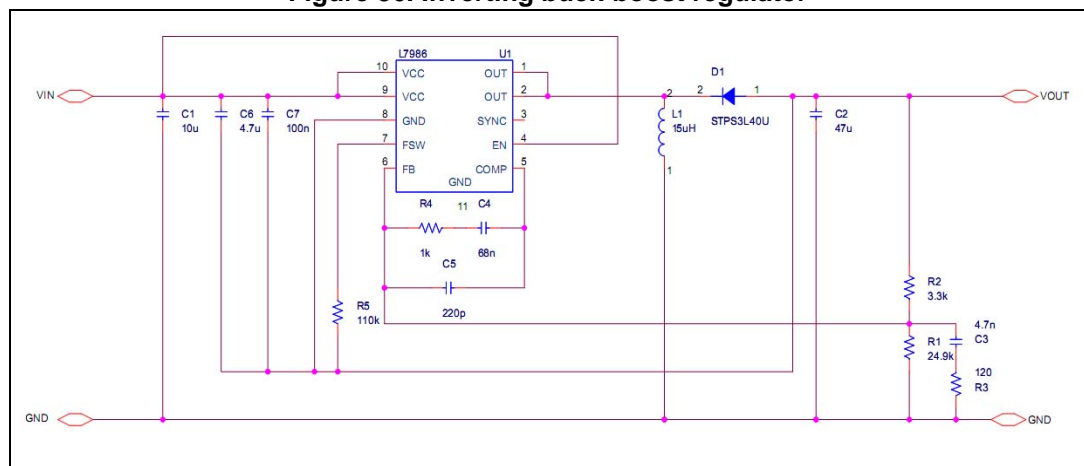 Figure 30. Inverting buck boost regulator
L7986 U1
10 VCC OUT 1
9 VCC OUT 2
8 GND SYNC 3
7 FSW EN 4
6 FB COMP 5
GND
11
VIN
C1
10u
C6
4.7u
C7
100n
R4
1k
C4
68n
C5
220p
R5
110k
2
L1
15uH
1
D1
2 1
STPS3L40U
C2
47u
VOUT
R2
3.3k
4.7n
C3
R1
24.9k
120
R3
GND
GND